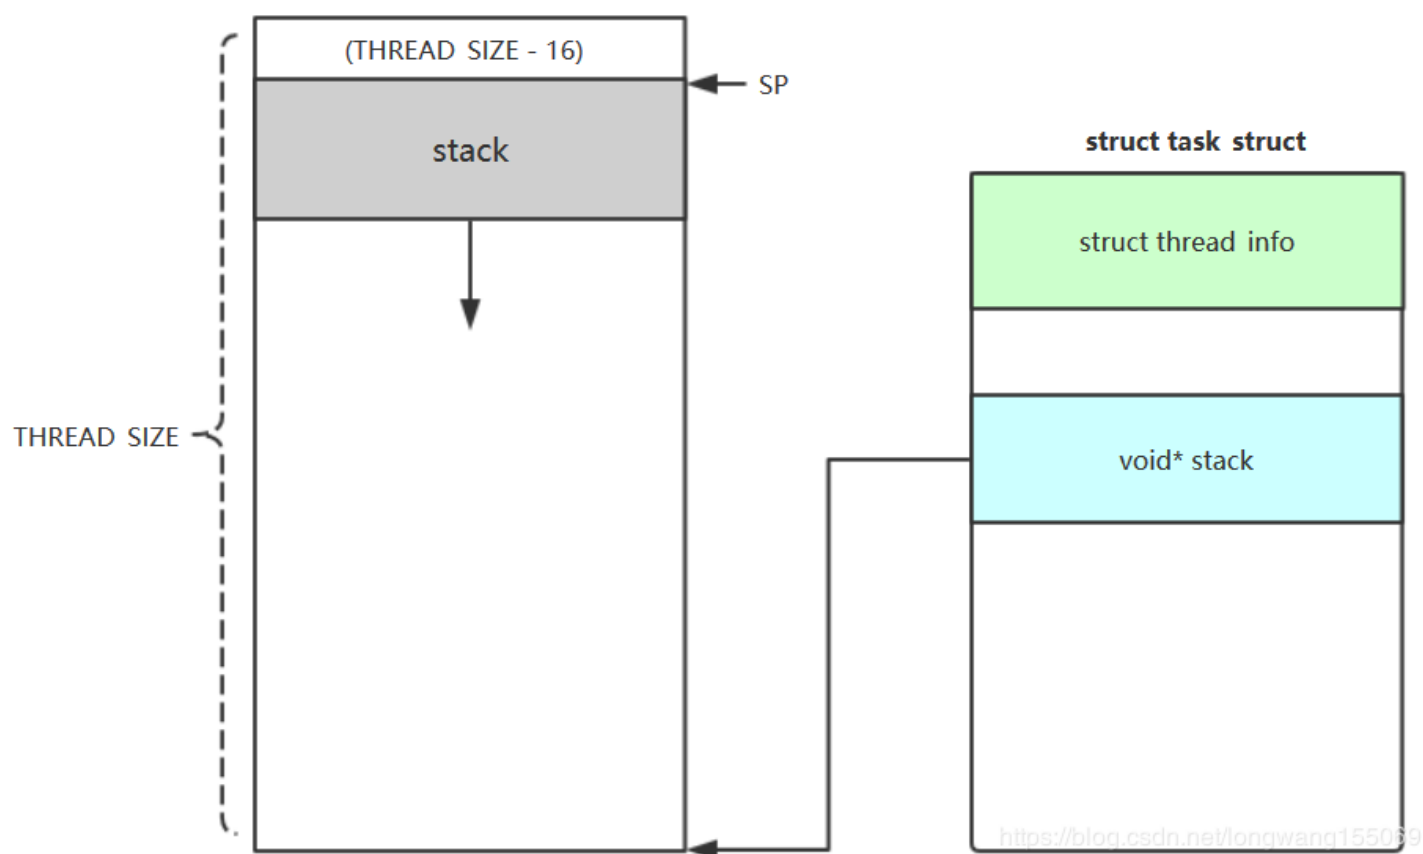 (THREAD SIZE - 16)
SP
stack
struct task struct
struct thread info
THREAD SIZE
void* stack
https://blog.csdn.net/longwang155069